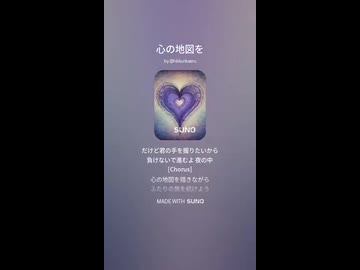 心の地図を
SUNO
だけど君の手を握りたいから
負けないで進むよ 夜の中
[Chorus]
心の地図を描きながら
ふたりの旅を続けよう
MADE WITH SUNO